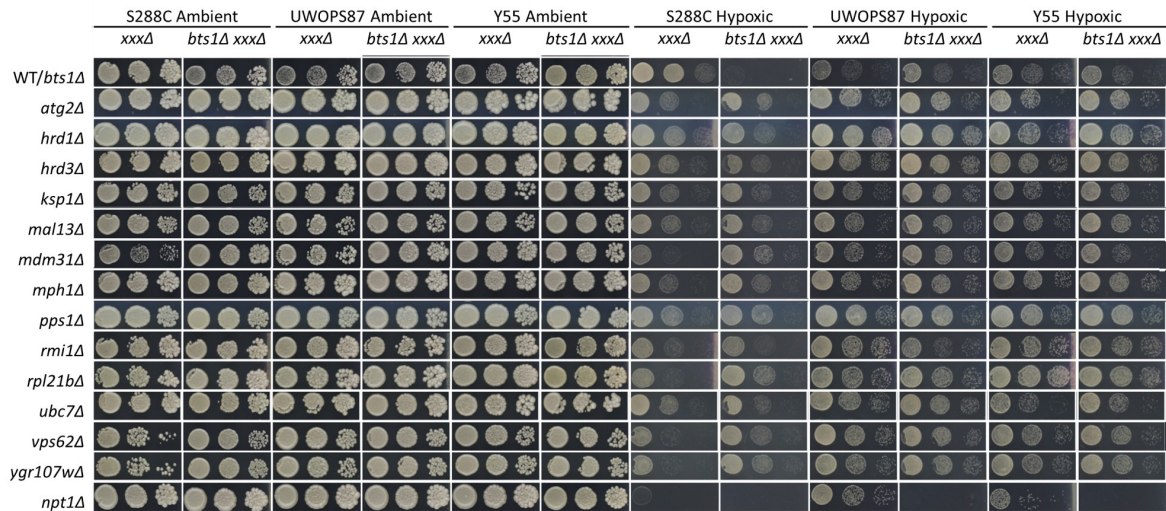 S288C Ambient UWOPS87 Ambient Y55 Ambient S288C Hypoxic UWOPS87 Hypoxic Y55 Hypoxic
xxxΔ bts1Δ xxxΔ xxxΔ bts1Δ xxxΔ xxxΔ bts1Δ xxxΔ xxxΔ bts1Δ xxxΔ xxxΔ bts1Δ xxxΔ xxxΔ bts1Δ xxxΔ
WT/bts1Δ
atg2Δ
hrd1Δ
hrd3Δ
ksp1Δ
mal13Δ
mdm31Δ
mph1Δ
pps1Δ
rmi1Δ
rpl21bΔ
ubc7Δ
vps62Δ
ygr107wΔ
npt1Δ